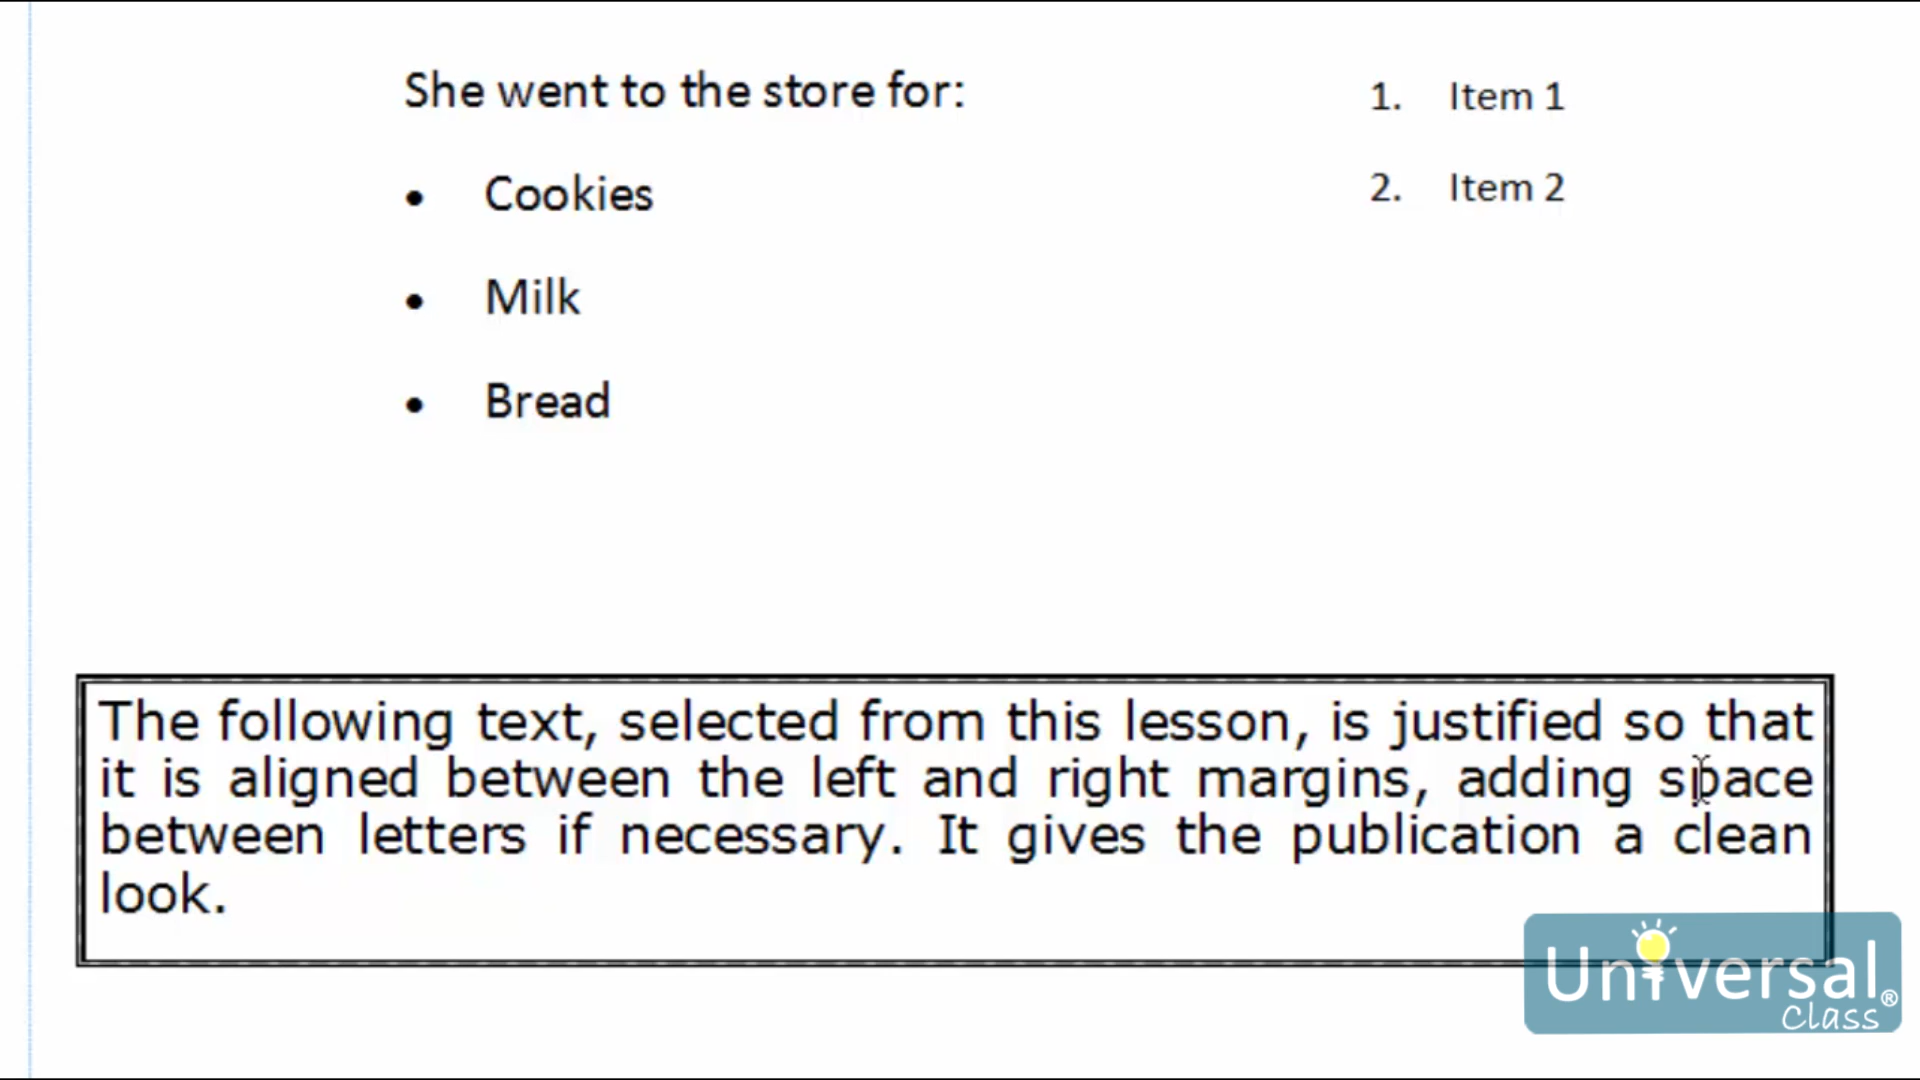 She went to the store for:
• Cookies
• Milk
• Bread
1. Item 1
2. Item 2
The following text, selected from this lesson, is justified so that
it is aligned between the left and right margins, adding space
between letters if necessary. It gives the publication a clean
look.
Universal®
Class